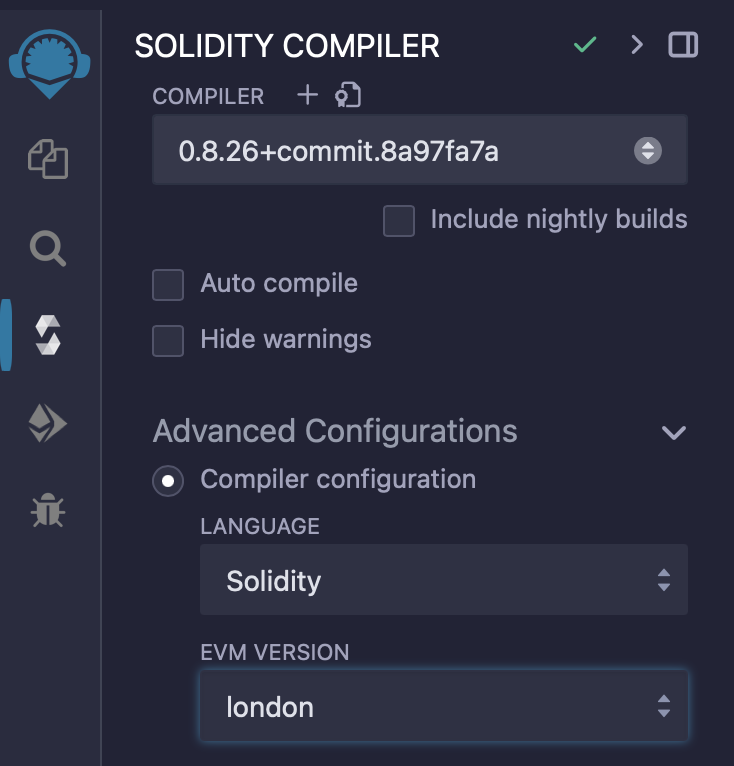 SOLIDITY COMPILER
COMPILER
0.8.26+commit.8a97fa7a
Include nightly builds
Auto compile
Hide warnings
Advanced Configurations
Compiler configuration
LANGUAGE
Solidity
EVM VERSION
london